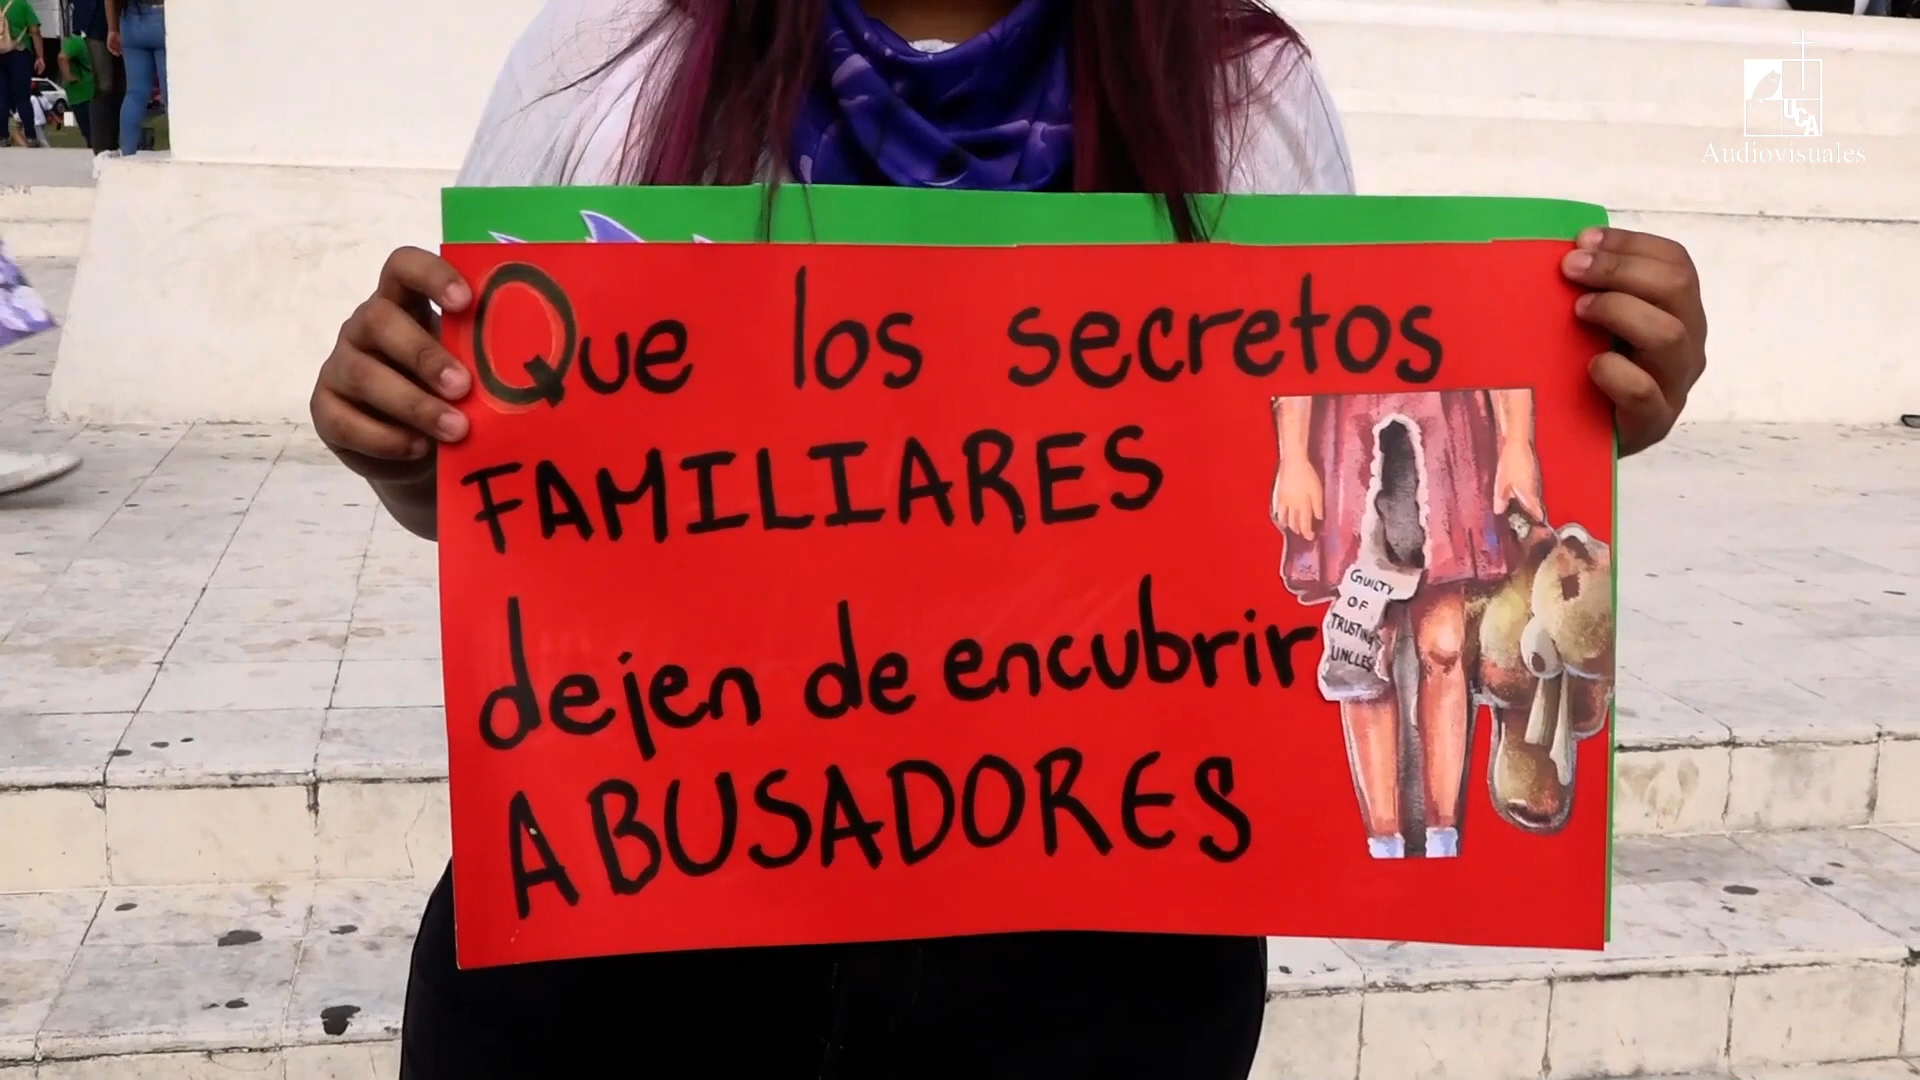 UCA
Audiovisuales
Que los secretos
FAMILIARES
dejen de encubrir
ABUSADORES
GUILTY
OF
TRUSTING
UNCLES